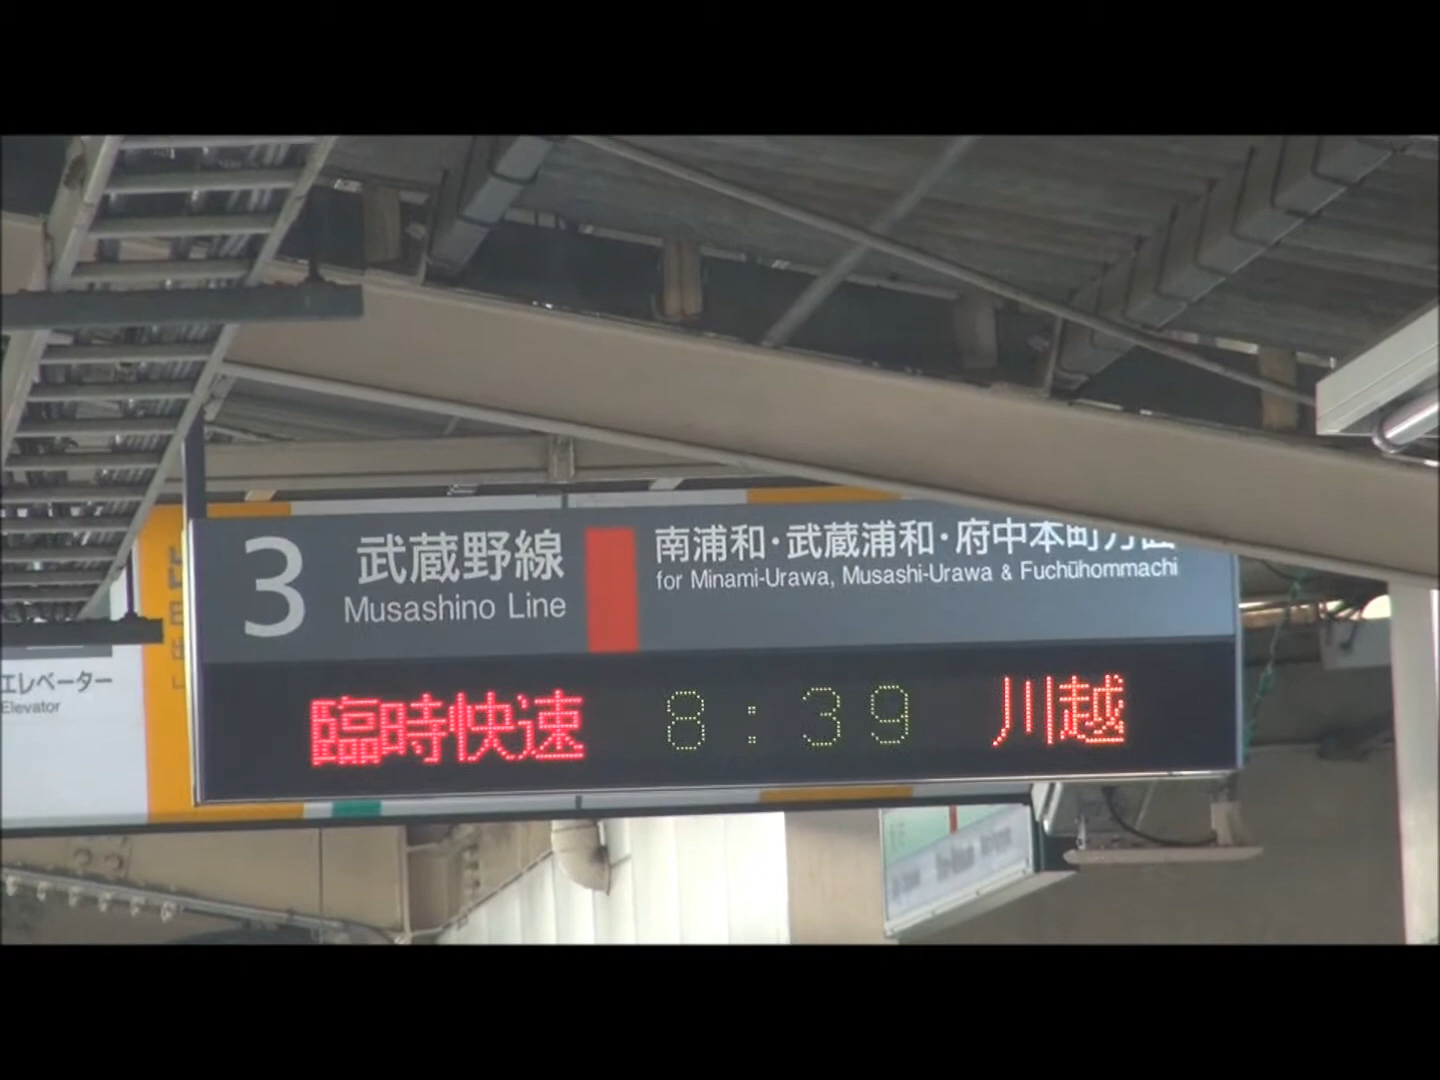 3 武蔵野線 南浦和・武蔵浦和・府中本町方面
Musashino Line for Minami-Urawa, Musashi-Urawa & Fuchūhommachi
臨時快速 8:39 川越
エレベーター
Elevator